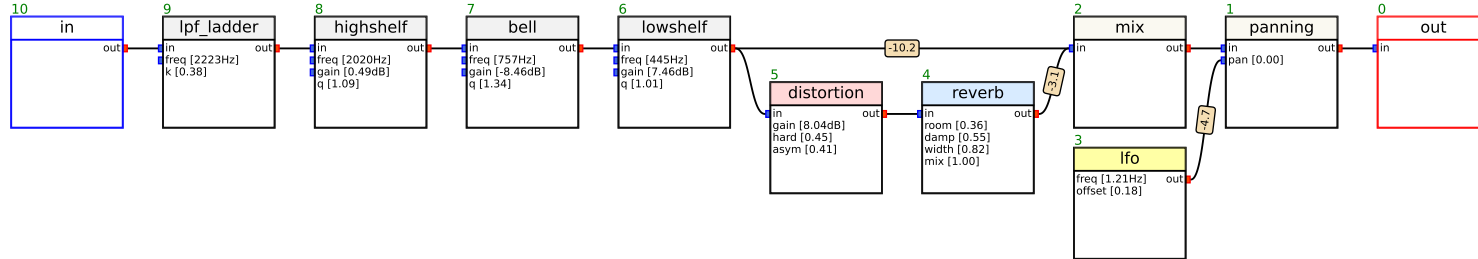 10
in
out
9
lpf_ladder
in
out
freq [2223Hz]
k [0.38]
8
highshelf
in
out
freq [2020Hz]
gain [0.49dB]
q [1.09]
7
bell
in
out
freq [757Hz]
gain [-8.46dB]
q [1.34]
6
lowshelf
in
out
freq [445Hz]
gain [7.46dB]
q [1.01]
-10.2
5
distortion
in
out
gain [8.04dB]
hard [0.45]
asym [0.41]
4
reverb
in
out
room [0.36]
damp [0.55]
width [0.82]
mix [1.00]
-3.1
2
mix
in
out
3
lfo
freq [1.21Hz]
out
offset [0.18]
-4.7
1
panning
in
out
pan [0.00]
0
out
in